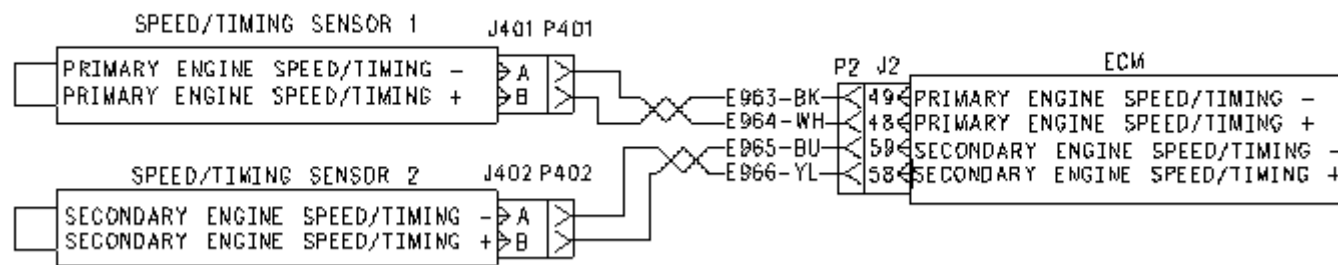 SPEED/TIMING SENSOR 1 J401 P401
PRIMARY ENGINE SPEED/TIMING - A
PRIMARY ENGINE SPEED/TIMING + B
P2 J2 ECM
E963-BK 49 PRIMARY ENGINE SPEED/TIMING -
E964-WH 48 PRIMARY ENGINE SPEED/TIMING +
E965-BU 59 SECONDARY ENGINE SPEED/TIMING -
E966-YL 58 SECONDARY ENGINE SPEED/TIMING +
SPEED/TIMING SENSOR 2 J402 P402
SECONDARY ENGINE SPEED/TIMING - A
SECONDARY ENGINE SPEED/TIMING + B